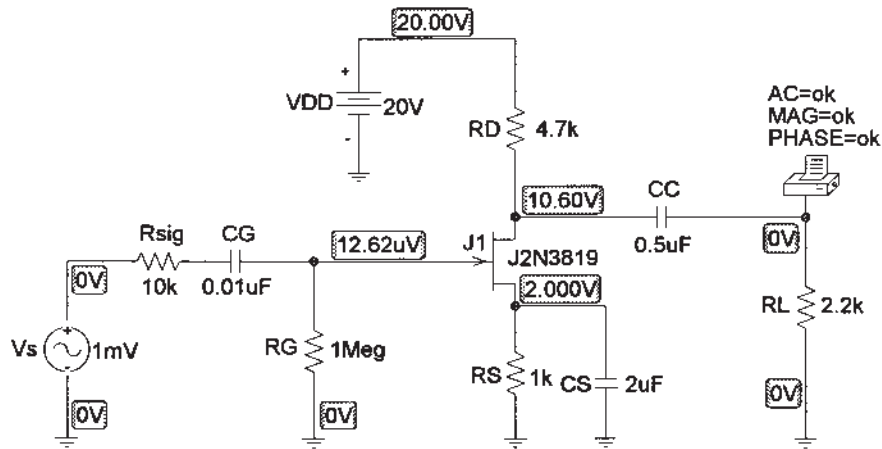 20.00V
+
VDD
20V
-
RD
4.7k
AC=ok
MAG=ok
PHASE=ok
10.60V
CC
0.5uF
0V
Rsig
10k
CG
0.01uF
12.62uV
J1
J2N3819
2.000V
0V
Vs
+
-
1mV
0V
RG
1Meg
0V
RS
1k
CS
2uF
RL
2.2k
0V